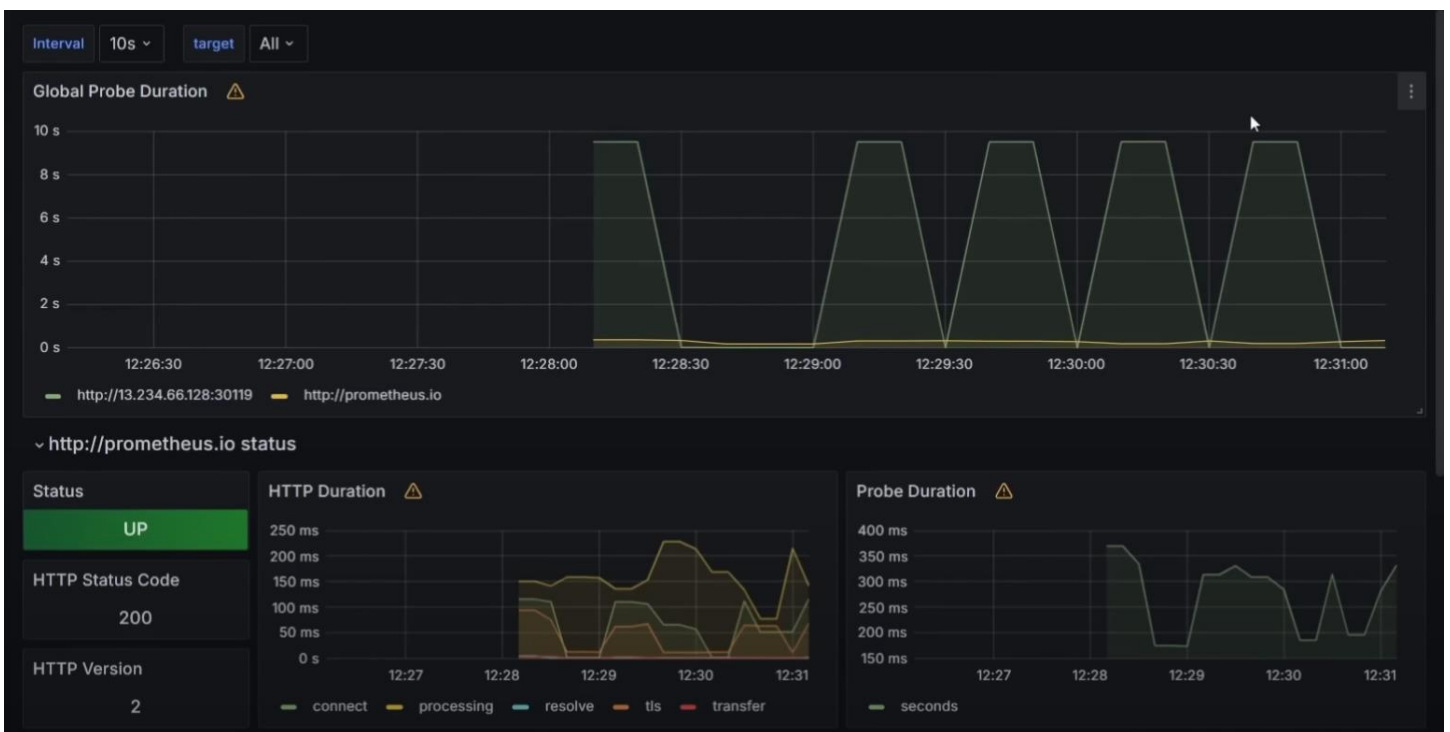 Interval 10s target All
Global Probe Duration
10 s
8 s
6 s
4 s
2 s
0 s
12:26:30 12:27:00 12:27:30 12:28:00 12:28:30 12:29:00 12:29:30 12:30:00 12:30:30 12:31:00
http://13.234.66.128:30119 http://prometheus.io
http://prometheus.io status
Status
UP
HTTP Status Code
200
HTTP Version
2
HTTP Duration
250 ms
200 ms
150 ms
100 ms
50 ms
0 s
12:27 12:28 12:29 12:30 12:31
connect processing resolve tls transfer
Probe Duration
400 ms
350 ms
300 ms
250 ms
200 ms
150 ms
12:27 12:28 12:29 12:30 12:31
seconds